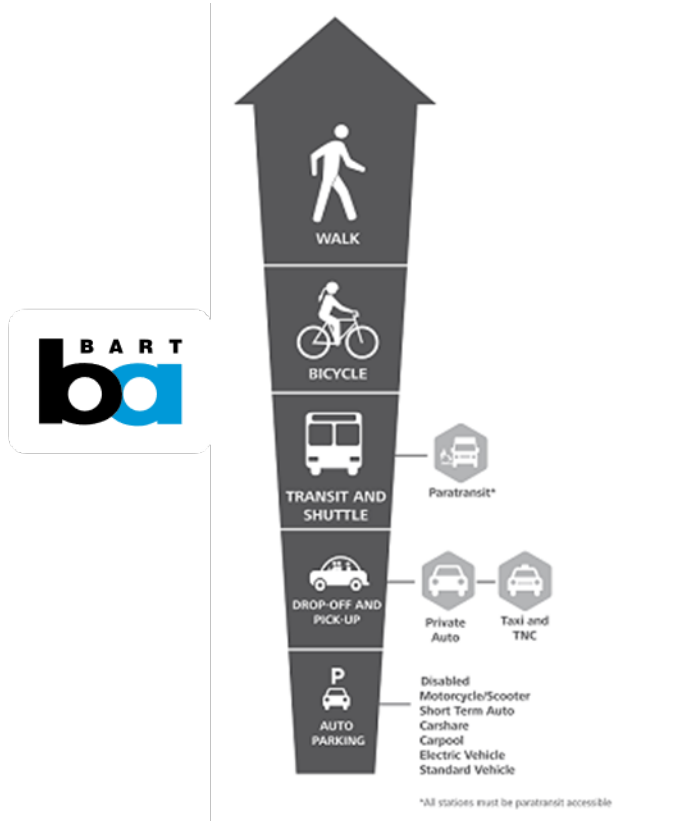 BART
ba
WALK
BICYCLE
TRANSIT AND
SHUTTLE
Paratransit*
DROP-OFF AND
PICK-UP
Private
Auto
Taxi and
TNC
P
AUTO
PARKING
Disabled
Motorcycle/Scooter
Short Term Auto
Carshare
Carpool
Electric Vehicle
Standard Vehicle
*All stations must be paratransit accessible